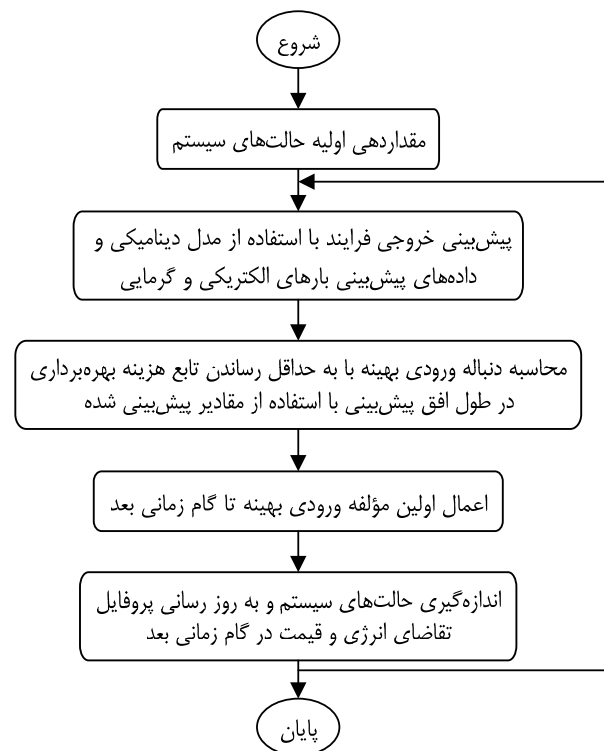 شروع
مقداردهی اولیه حالت‌های سیستم
پیش‌بینی خروجی فرایند با استفاده از مدل دینامیکی و
داده‌های پیش‌بینی بارهای الکتریکی و گرمایی
محاسبه دنباله ورودی بهینه با به حداقل رساندن تابع هزینه بهره‌برداری
در طول افق پیش‌بینی با استفاده از مقادیر پیش‌بینی شده
اعمال اولین مؤلفه ورودی بهینه تا گام زمانی بعد
اندازه‌گیری حالت‌های سیستم و به روز رسانی پروفایل
تقاضای انرژی و قیمت در گام زمانی بعد
پایان